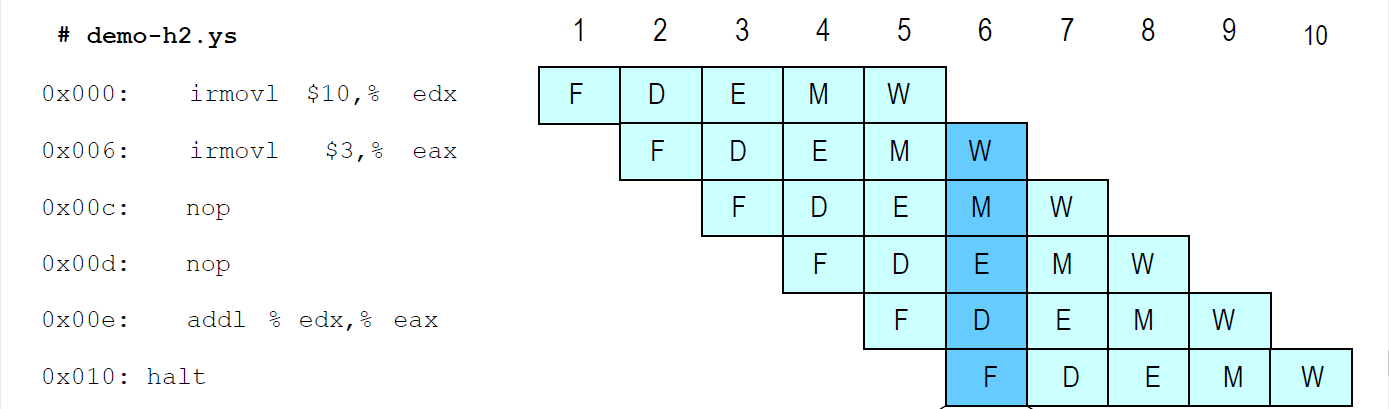 # demo-h2.ys 1 2 3 4 5 6 7 8 9 10
0x000: irmovl $10,% edx F D E M W
0x006: irmovl $3,% eax F D E M W
0x00c: nop F D E M W
0x00d: nop F D E M W
0x00e: addl % edx,% eax F D E M W
0x010: halt F D E M W